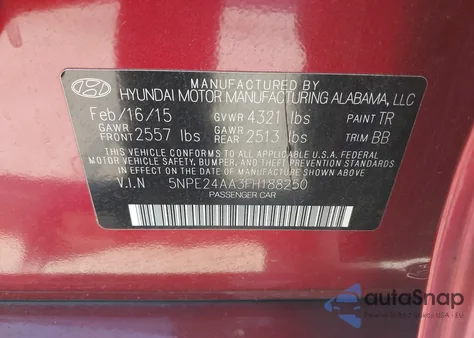 MANUFACTURED BY
HYUNDAI MOTOR MANUFACTURING ALABAMA, LLC
Feb/16/15 GVWR 4321 lbs PAINT TR
GAWR FRONT 2557 lbs GAWR REAR 2513 lbs TRIM BB
THIS VEHICLE CONFORMS TO ALL APPLICABLE U.S.A FEDERAL
MOTOR VEHICLE SAFETY, BUMPER, AND THEFT PREVENTION
STANDARDS IN EFFECT ON THE DATE OF MANUFACTURE SHOWN ABOVE.
V.I.N 5NPE24AA3FH188250
PASSENGER CAR
autoSnap